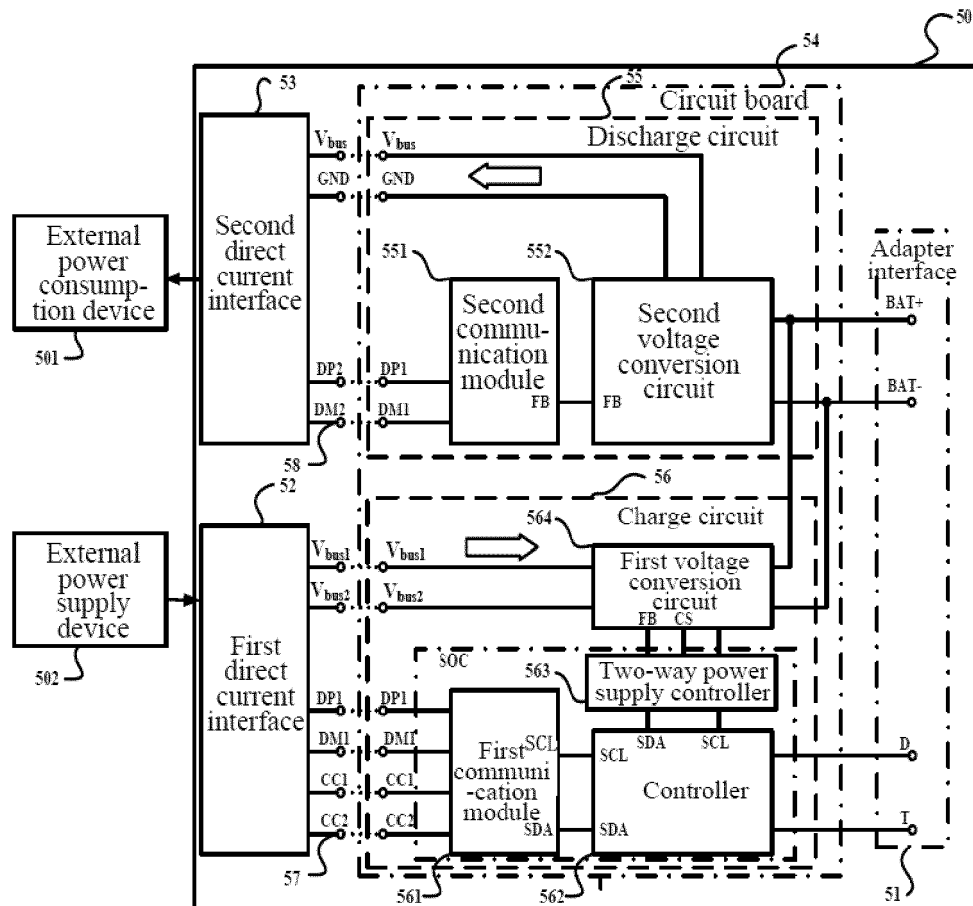 50
54
53
55
Circuit board
Discharge circuit
Vbus
Vbus
GND
GND
External
power
consump-
tion device
501
Second
direct
current
interface
551
552
Second
commu-
nication
module
FB
Second
voltage
conversion
circuit
FB
Adapter
interface
BAT+
BAT-
DP2
DP1
DM2
DM1
58
52
56
564
Charge circuit
Vbus1
Vbus1
Vbus2
Vbus2
First voltage
conversion
circuit
FB
CS
External
power
supply
device
502
First
direct
current
interface
SOC
563
Two-way power
supply controller
DP1
DP1
DM1
DM1
CC1
CC1
CC2
CC2
57
SCL
First
communi
-cation
module
SDA
561
SDA
SCL
SCL
Controller
SDA
562
D
T
51